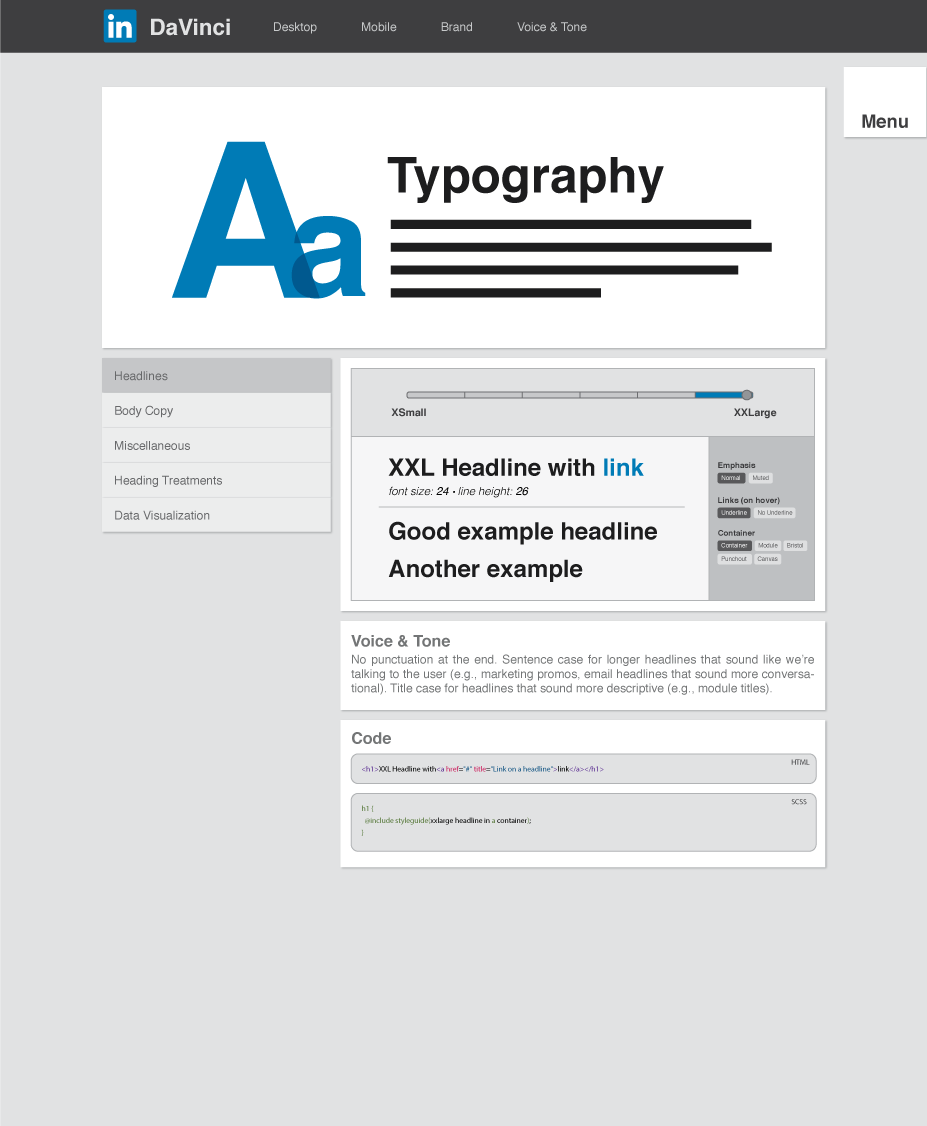 in DaVinci Desktop Mobile Brand Voice & Tone
Menu
Aa
Typography
Headlines
Body Copy
Miscellaneous
Heading Treatments
Data Visualization
XSmall XXLarge
XXL Headline with link
font size: 24 • line height: 26
Good example headline
Another example
Emphasis
Normal Muted
Links (on hover)
Underline No Underline
Container
Container Module Bristol
Punchout Canvas
Voice & Tone
No punctuation at the end. Sentence case for longer headlines that sound like we're
talking to the user (e.g., marketing promos, email headlines that sound more conversa-
tional). Title case for headlines that sound more descriptive (e.g., module titles).
Code
HTML
<h1>XXL Headline with<a href="#" title="Link on a headline">link</a></h1>
SCSS
h1 {
@include styleguide(xxlarge headline in a container);
}